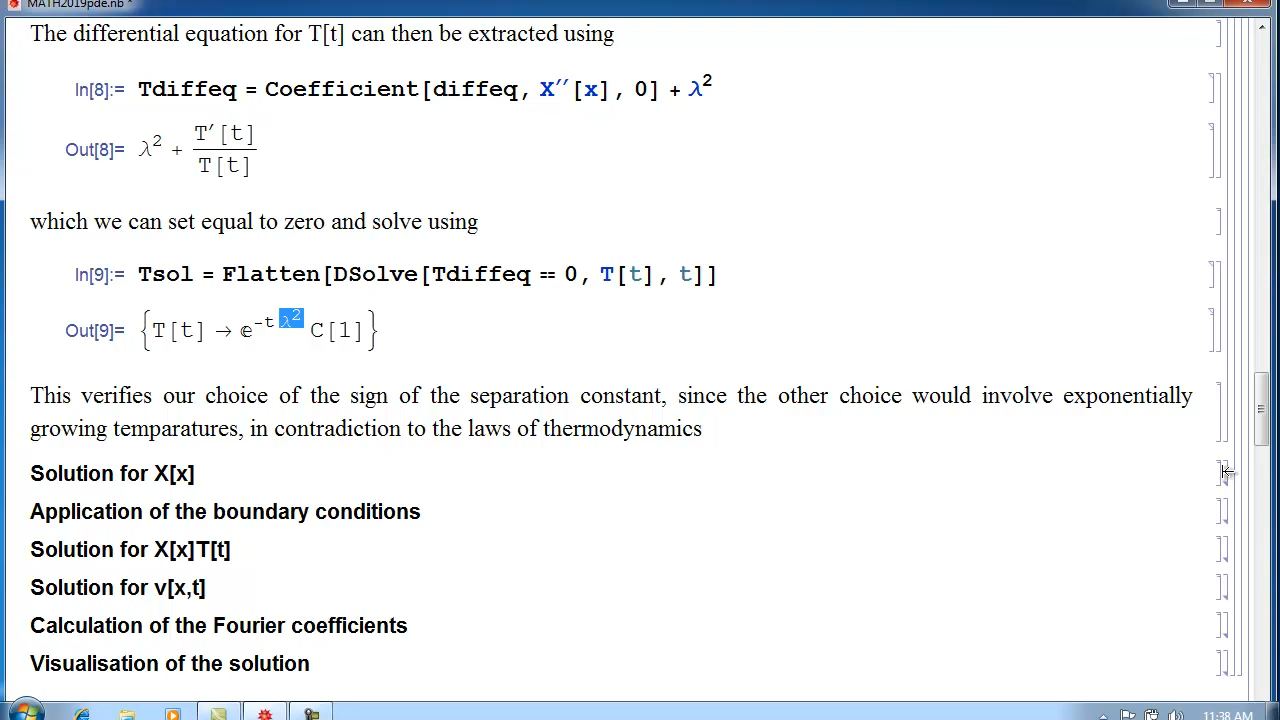 MATH2019pde.nb *
The differential equation for T[t] can then be extracted using
In[8]:= Tdiffeq = Coefficient[diffeq, X′′[x], 0] + λ²
Out[8]= λ² + T′[t] / T[t]
which we can set equal to zero and solve using
In[9]:= Tsol = Flatten[DSolve[Tdiffeq == 0, T[t], t]]
Out[9]= {T[t] → e^(-t λ²) C[1]}
This verifies our choice of the sign of the separation constant, since the other choice would involve exponentially
growing temparatures, in contradiction to the laws of thermodynamics
Solution for X[x]
Application of the boundary conditions
Solution for X[x]T[t]
Solution for v[x,t]
Calculation of the Fourier coefficients
Visualisation of the solution
11:38 AM